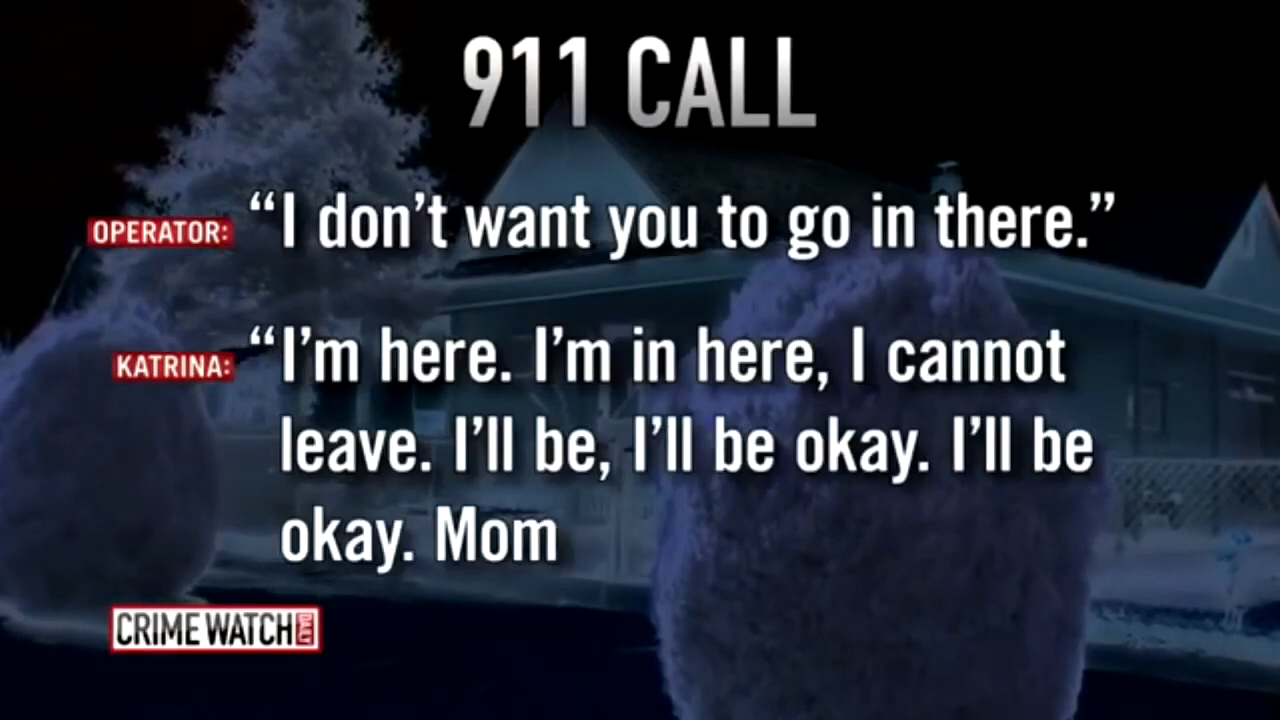 911 CALL
OPERATOR: “I don’t want you to go in there.”
KATRINA: “I’m here. I’m in here, I cannot
leave. I’ll be, I’ll be okay. I’ll be
okay. Mom
CRIME WATCH DAILY